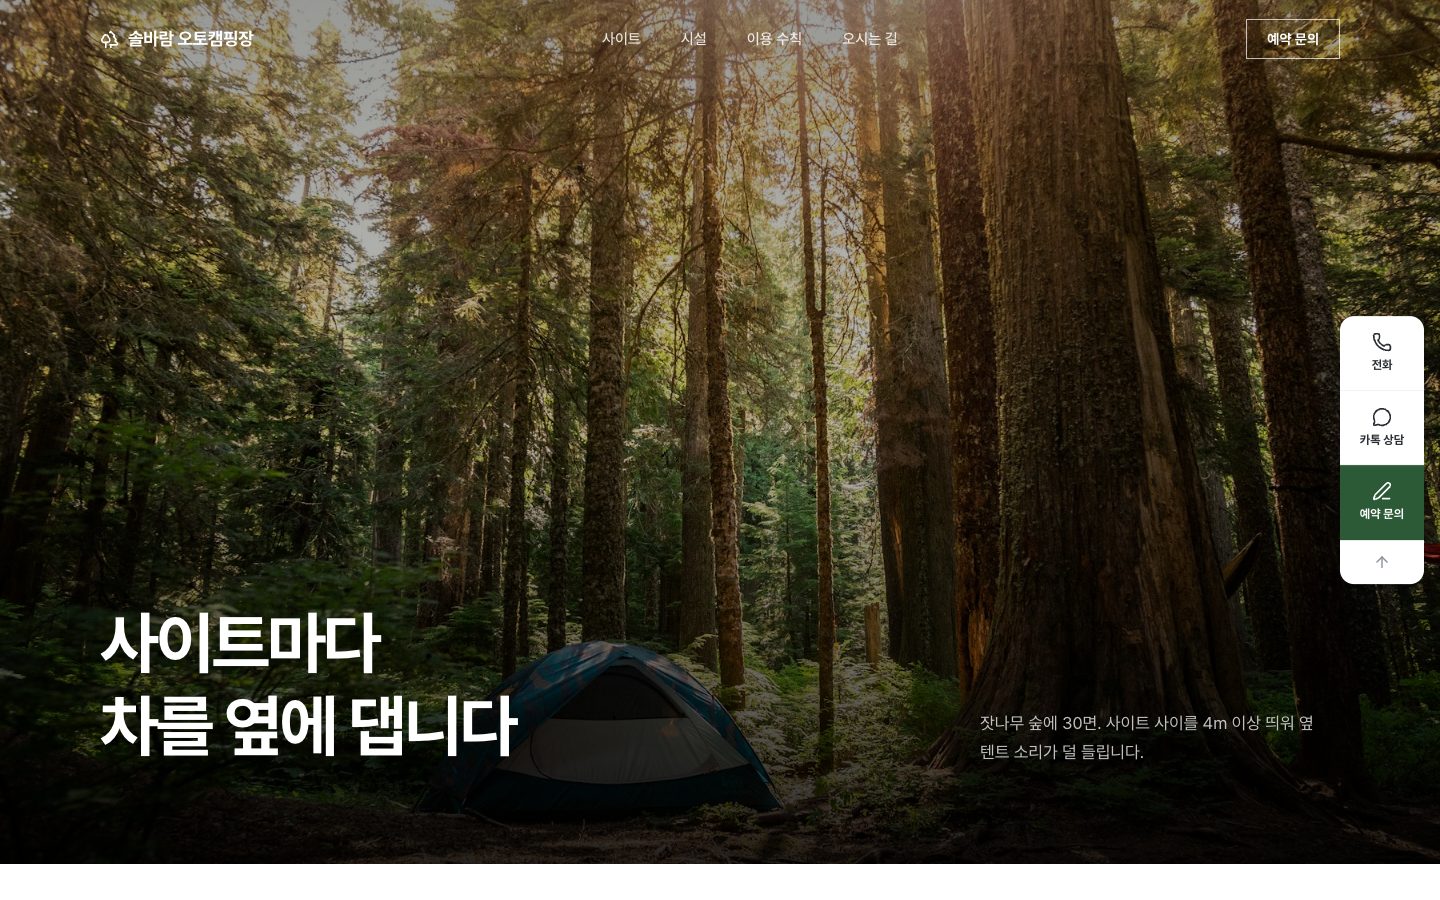 솔바람 오토캠핑장
사이트
시설
이용 수칙
오시는 길
예약 문의
전화
카톡 상담
예약 문의
사이트마다
차를 옆에 댑니다
잣나무 숲에 30면. 사이트 사이를 4m 이상 띄워 옆
텐트 소리가 덜 들립니다.